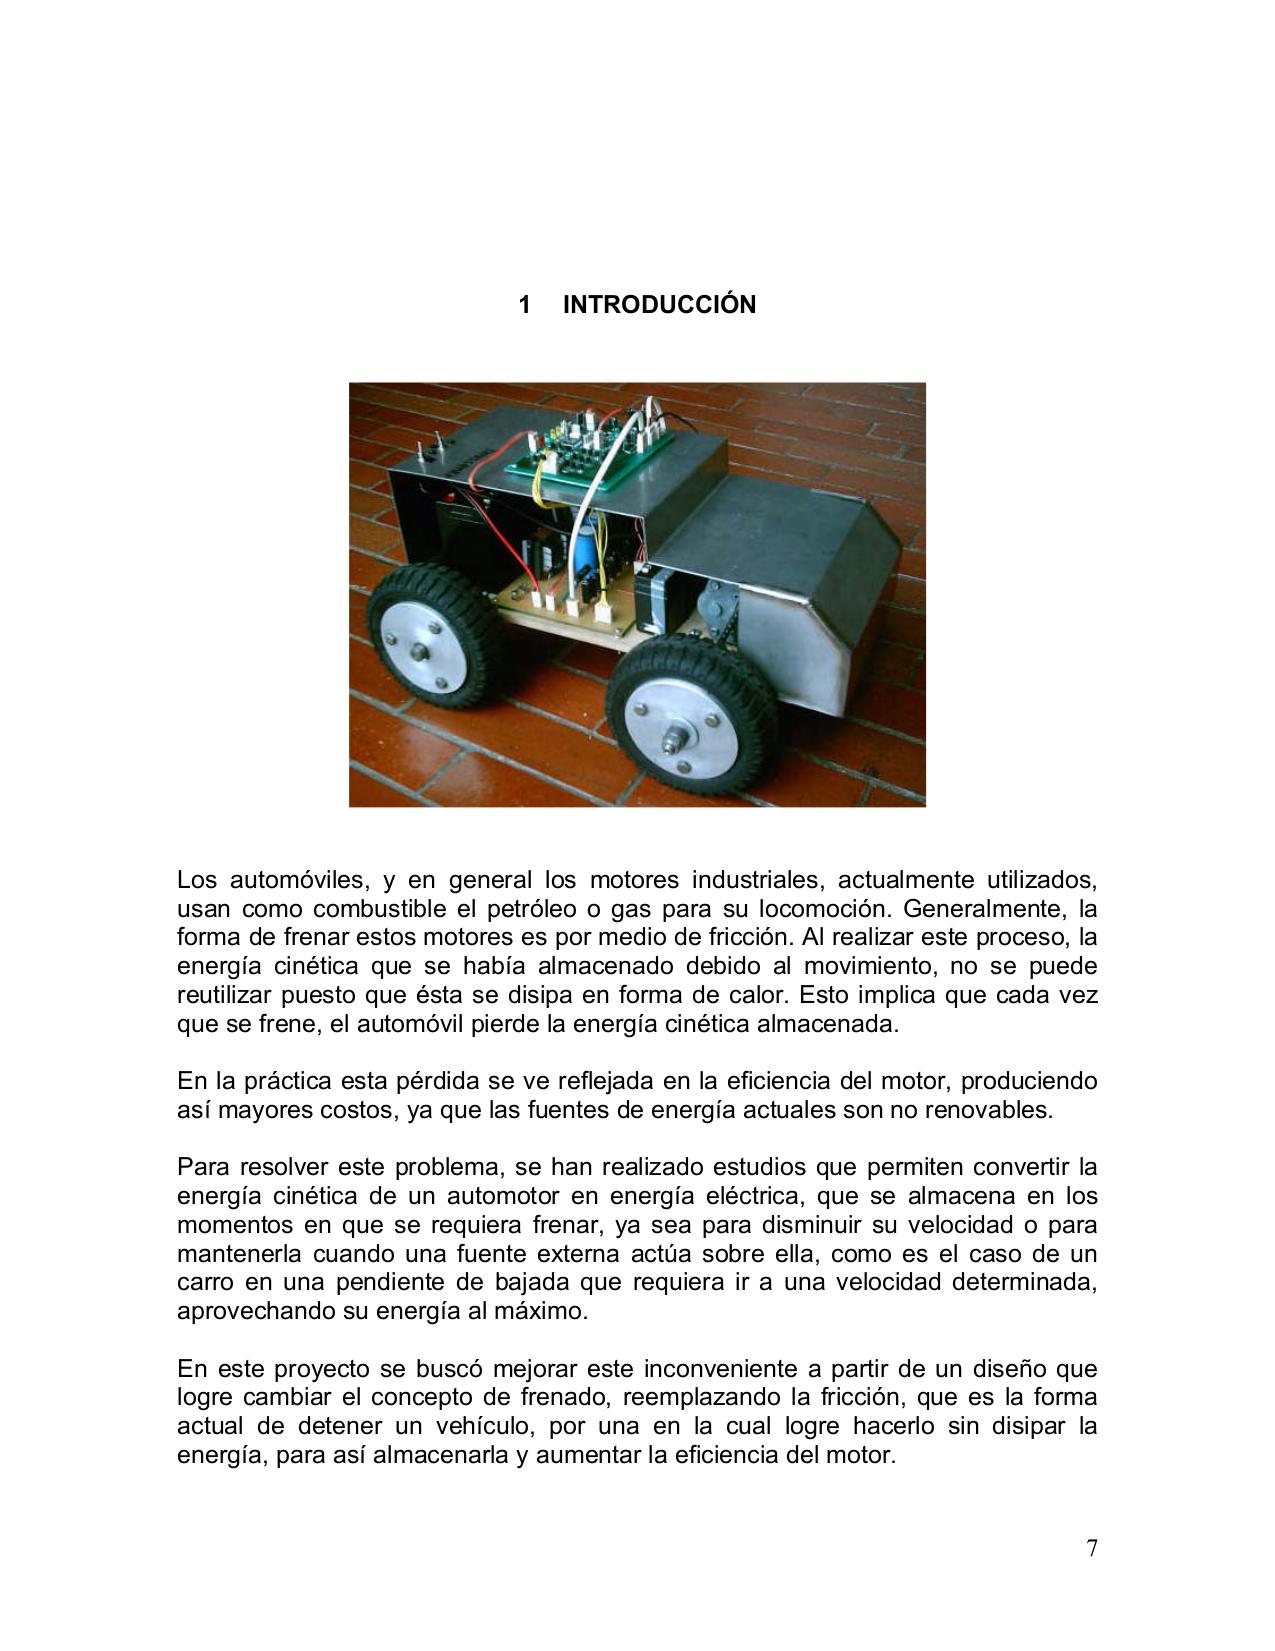 1 INTRODUCCIÓN
Los automóviles, y en general los motores industriales, actualmente utilizados,
usan como combustible el petróleo o gas para su locomoción. Generalmente, la
forma de frenar estos motores es por medio de fricción. Al realizar este proceso, la
energía cinética que se había almacenado debido al movimiento, no se puede
reutilizar puesto que ésta se disipa en forma de calor. Esto implica que cada vez
que se frene, el automóvil pierde la energía cinética almacenada.
En la práctica esta pérdida se ve reflejada en la eficiencia del motor, produciendo
así mayores costos, ya que las fuentes de energía actuales son no renovables.
Para resolver este problema, se han realizado estudios que permiten convertir la
energía cinética de un automotor en energía eléctrica, que se almacena en los
momentos en que se requiera frenar, ya sea para disminuir su velocidad o para
mantenerla cuando una fuente externa actúa sobre ella, como es el caso de un
carro en una pendiente de bajada que requiera ir a una velocidad determinada,
aprovechando su energía al máximo.
En este proyecto se buscó mejorar este inconveniente a partir de un diseño que
logre cambiar el concepto de frenado, reemplazando la fricción, que es la forma
actual de detener un vehículo, por una en la cual logre hacerlo sin disipar la
energía, para así almacenarla y aumentar la eficiencia del motor.
7